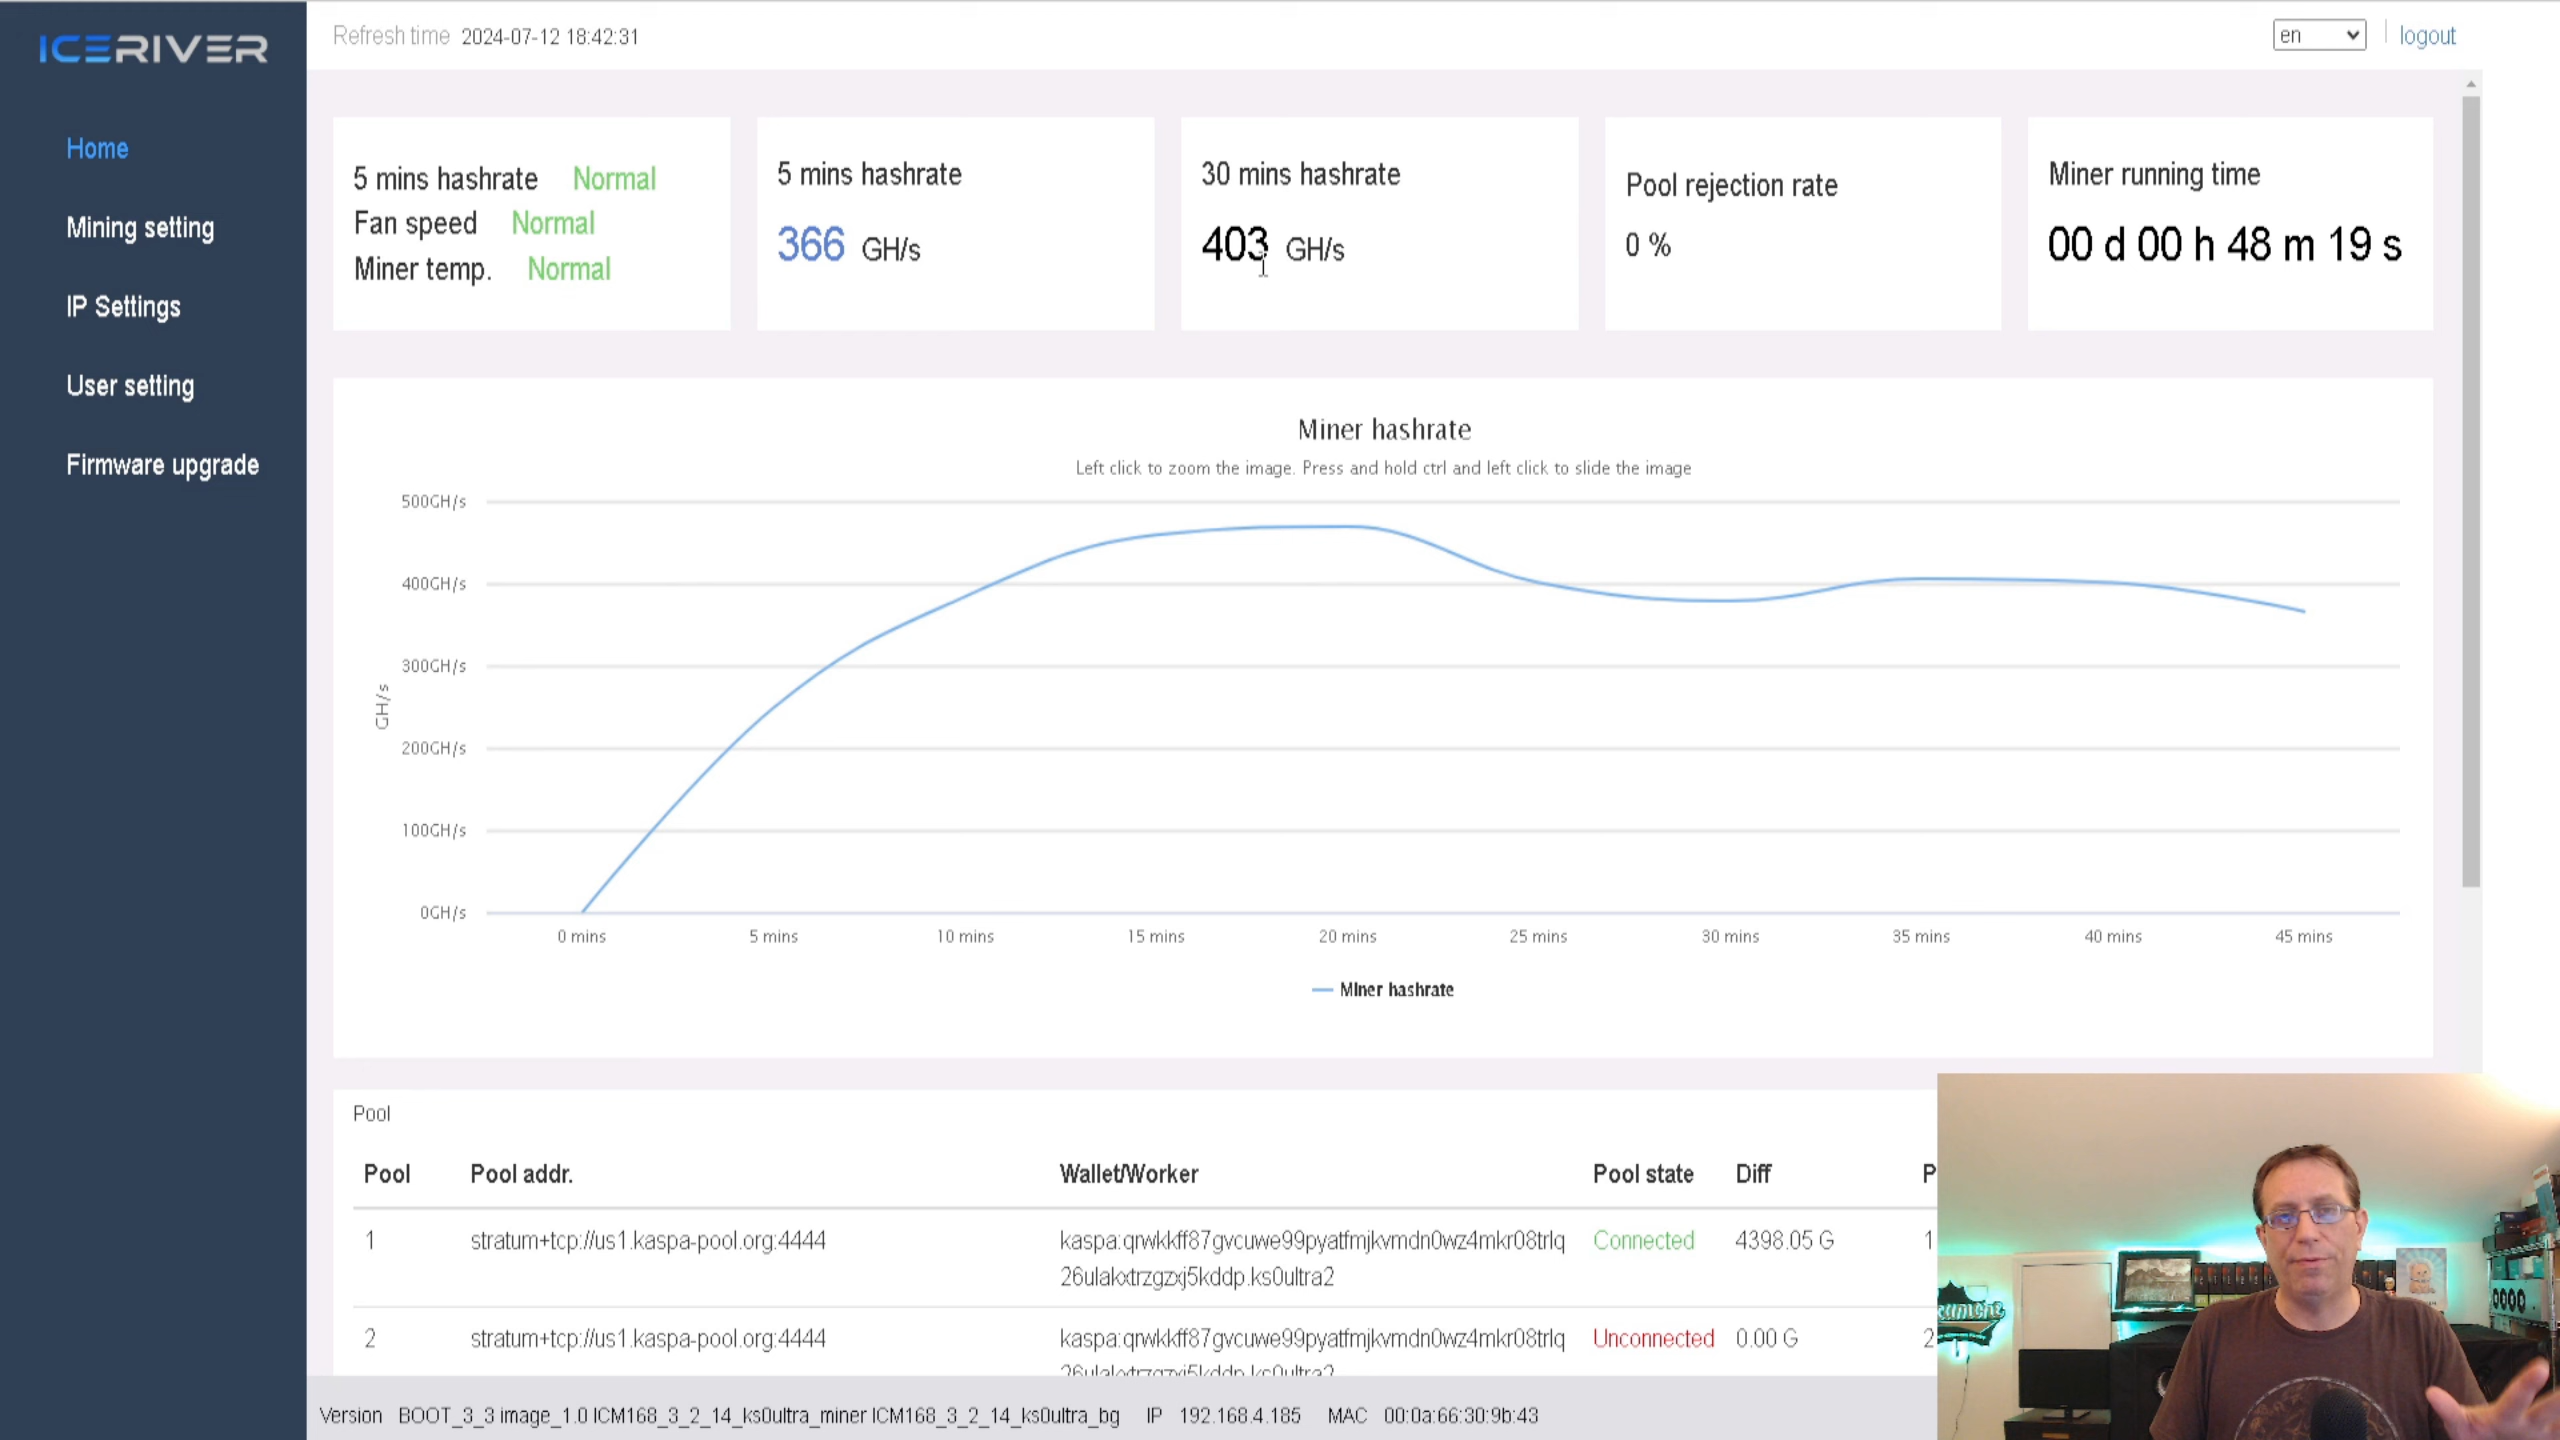 ICERIVER
Refresh time 2024-07-12 18:42:31
en
logout
Home
Mining setting
IP Settings
User setting
Firmware upgrade
5 mins hashrate Normal
Fan speed Normal
Miner temp. Normal
5 mins hashrate
366 GH/s
30 mins hashrate
403 GH/s
Pool rejection rate
0 %
Miner running time
00 d 00 h 48 m 19 s
Miner hashrate
Left click to zoom the image. Press and hold ctrl and left click to slide the image
500GH/s
400GH/s
300GH/s
200GH/s
100GH/s
0GH/s
GH/s
0 mins 5 mins 10 mins 15 mins 20 mins 25 mins 30 mins 35 mins 40 mins 45 mins
Miner hashrate
Pool
Pool Pool addr. Wallet/Worker Pool state Diff P
1 stratum+tcp://us1.kaspa-pool.org:4444 kaspa:qrwkkff87gvcuwe99pyatfmjkvmdn0wz4mkr08trlq Connected 4398.05 G 1
26ulakxtrzgzxj5kddp.ks0ultra2
2 stratum+tcp://us1.kaspa-pool.org:4444 kaspa:qrwkkff87gvcuwe99pyatfmjkvmdn0wz4mkr08trlq Unconnected 0.00 G 2
26ulakxtrzgzxj5kddp.ks0ultra2
Version BOOT_3_3 image_1.0 ICM168_3_2_14_ks0ultra_miner ICM168_3_2_14_ks0ultra_bg IP 192.168.4.185 MAC 00:0a:66:30:9b:43